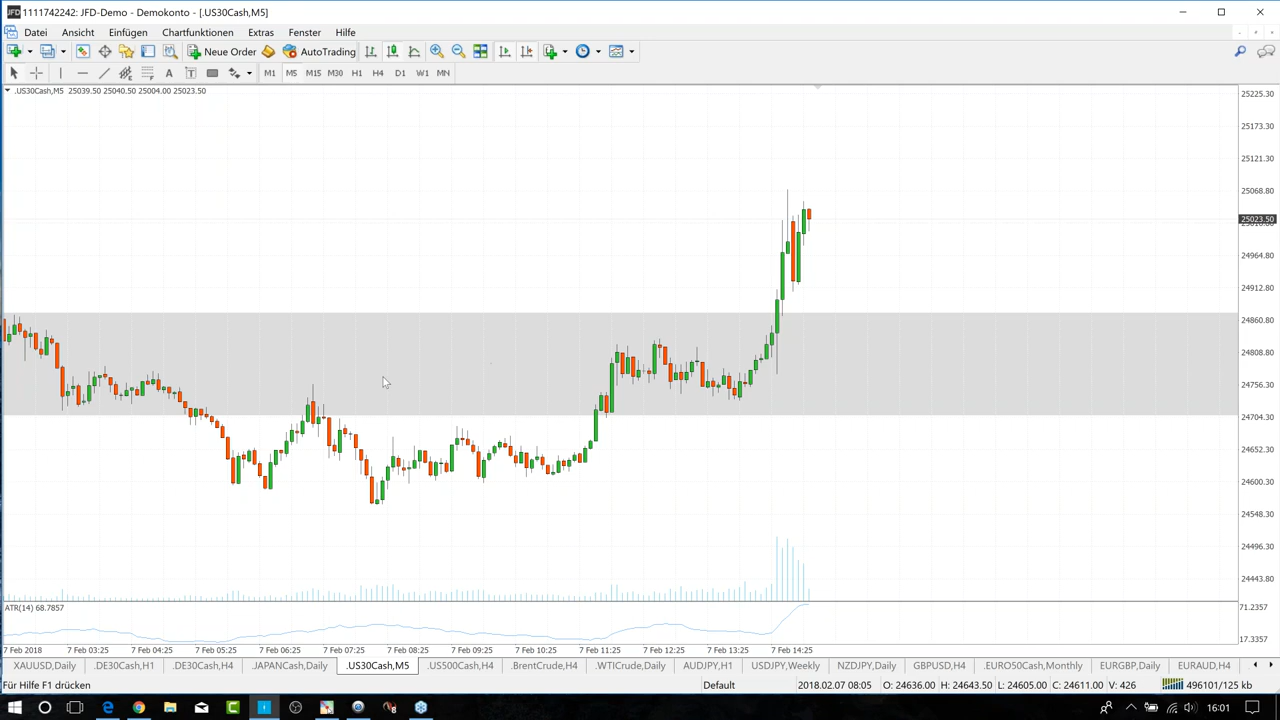 1111742242: JFD-Demo - Demokonto - [.US30Cash,M5]
Datei Ansicht Einfügen Chartfunktionen Extras Fenster Hilfe
New Order AutoTrading
A T M1 M5 M15 M30 H1 H4 D1 W1 MN
.US30Cash,M5 25039.50 25040.50 25004.00 25023.50
25225.30
25173.30
25121.30
25068.80
25023.50
24964.80
24912.80
24860.80
24808.80
24756.30
24704.30
24652.30
24600.30
24548.30
24496.30
24443.80
ATR(14) 68.7857
71.2357
17.3357
7 Feb 2018 7 Feb 03:25 7 Feb 04:25 7 Feb 05:25 7 Feb 06:25 7 Feb 07:25 7 Feb 08:25 7 Feb 09:25 7 Feb 10:25 7 Feb 11:25 7 Feb 12:25 7 Feb 13:25 7 Feb 14:25
XAUUSD,Daily .DE30Cash,H1 .DE30Cash,H4 .JAPANCash,Daily .US30Cash,M5 .US500Cash,H4 .BrentCrude,H4 .WTICrude,Daily AUDJPY,H1 USDJPY,Weekly NZDJPY,Daily GBPUSD,H4 .EURO50Cash,Monthly EURGBP,Daily EURAUD,H4
Für Hilfe F1 drücken Default 2018.02.07 08:05 O: 24636.00 H: 24643.50 L: 24605.00 C: 24611.00 V: 426 496101/125 kb
16:01